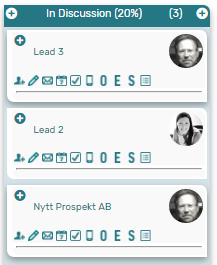 In Discussion (20%) (3)
Lead 3
O E S
Lead 2
O E S
Nytt Prospekt AB
O E S